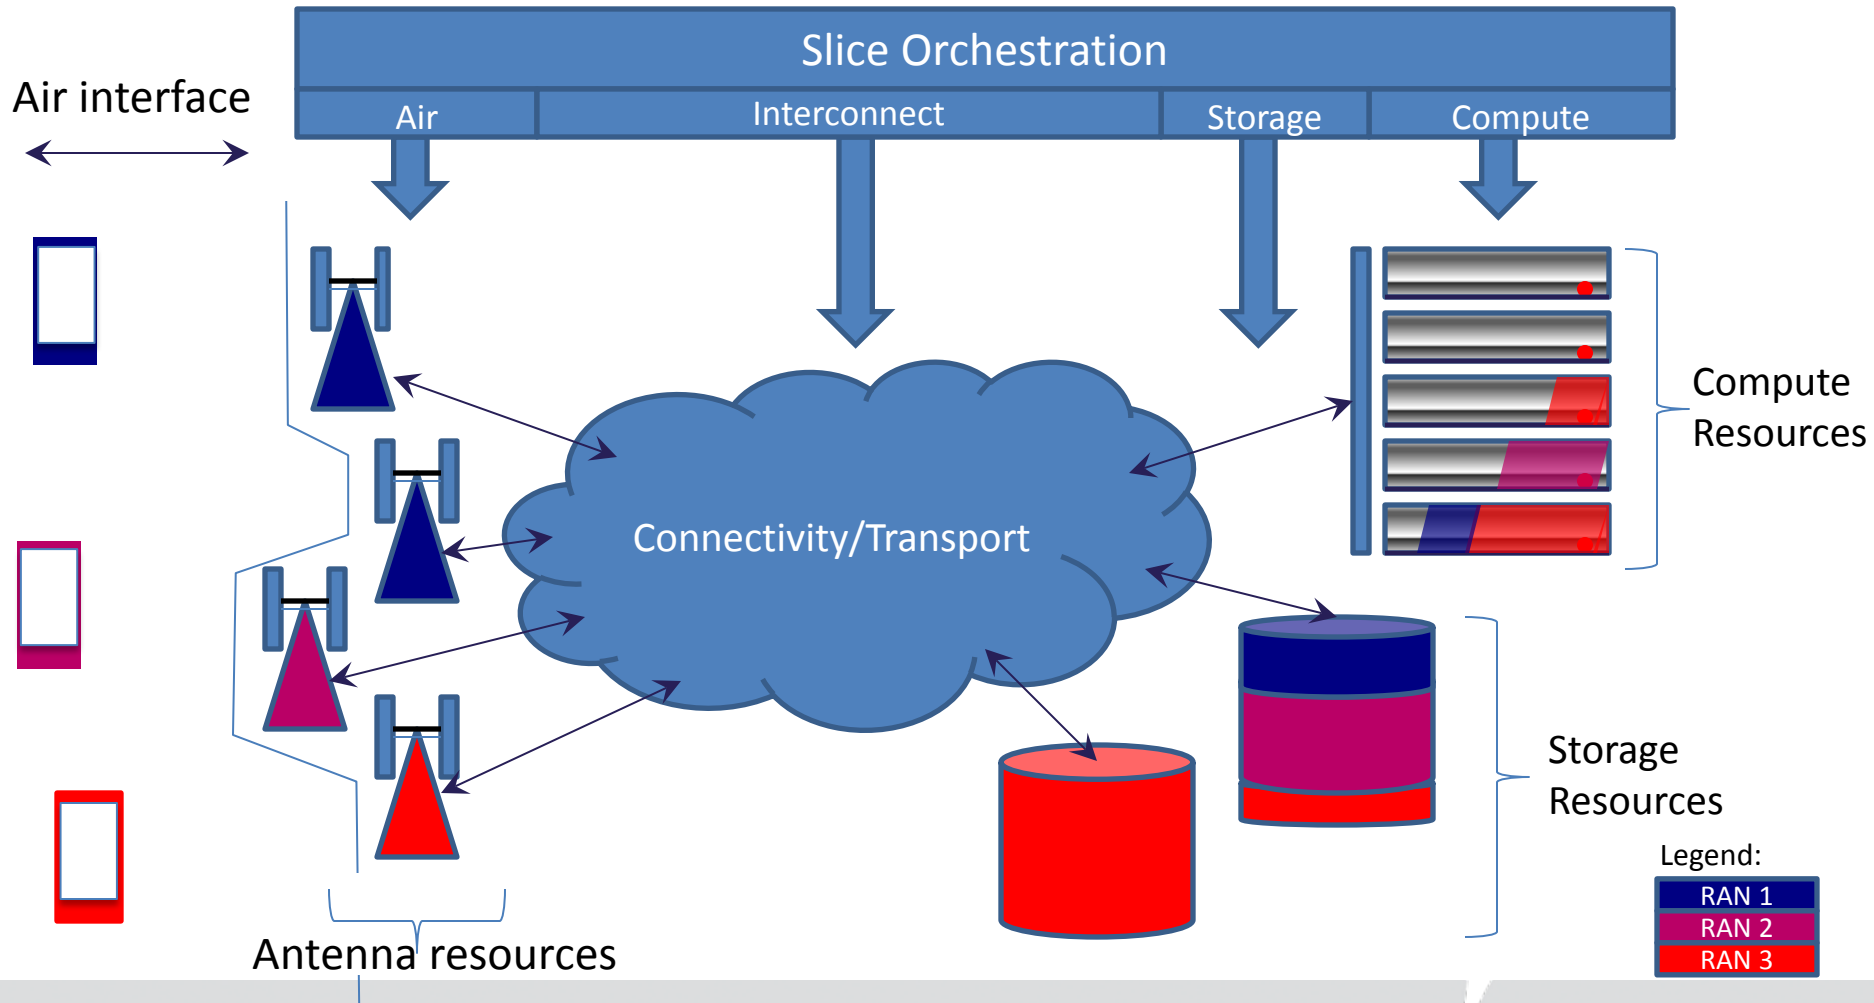 Slice Orchestration
Air interface
Air
Interconnect
Storage
Compute
Compute
Resources
Connectivity/Transport
Storage
Resources
Legend:
RAN 1
RAN 2
RAN 3
Antenna resources